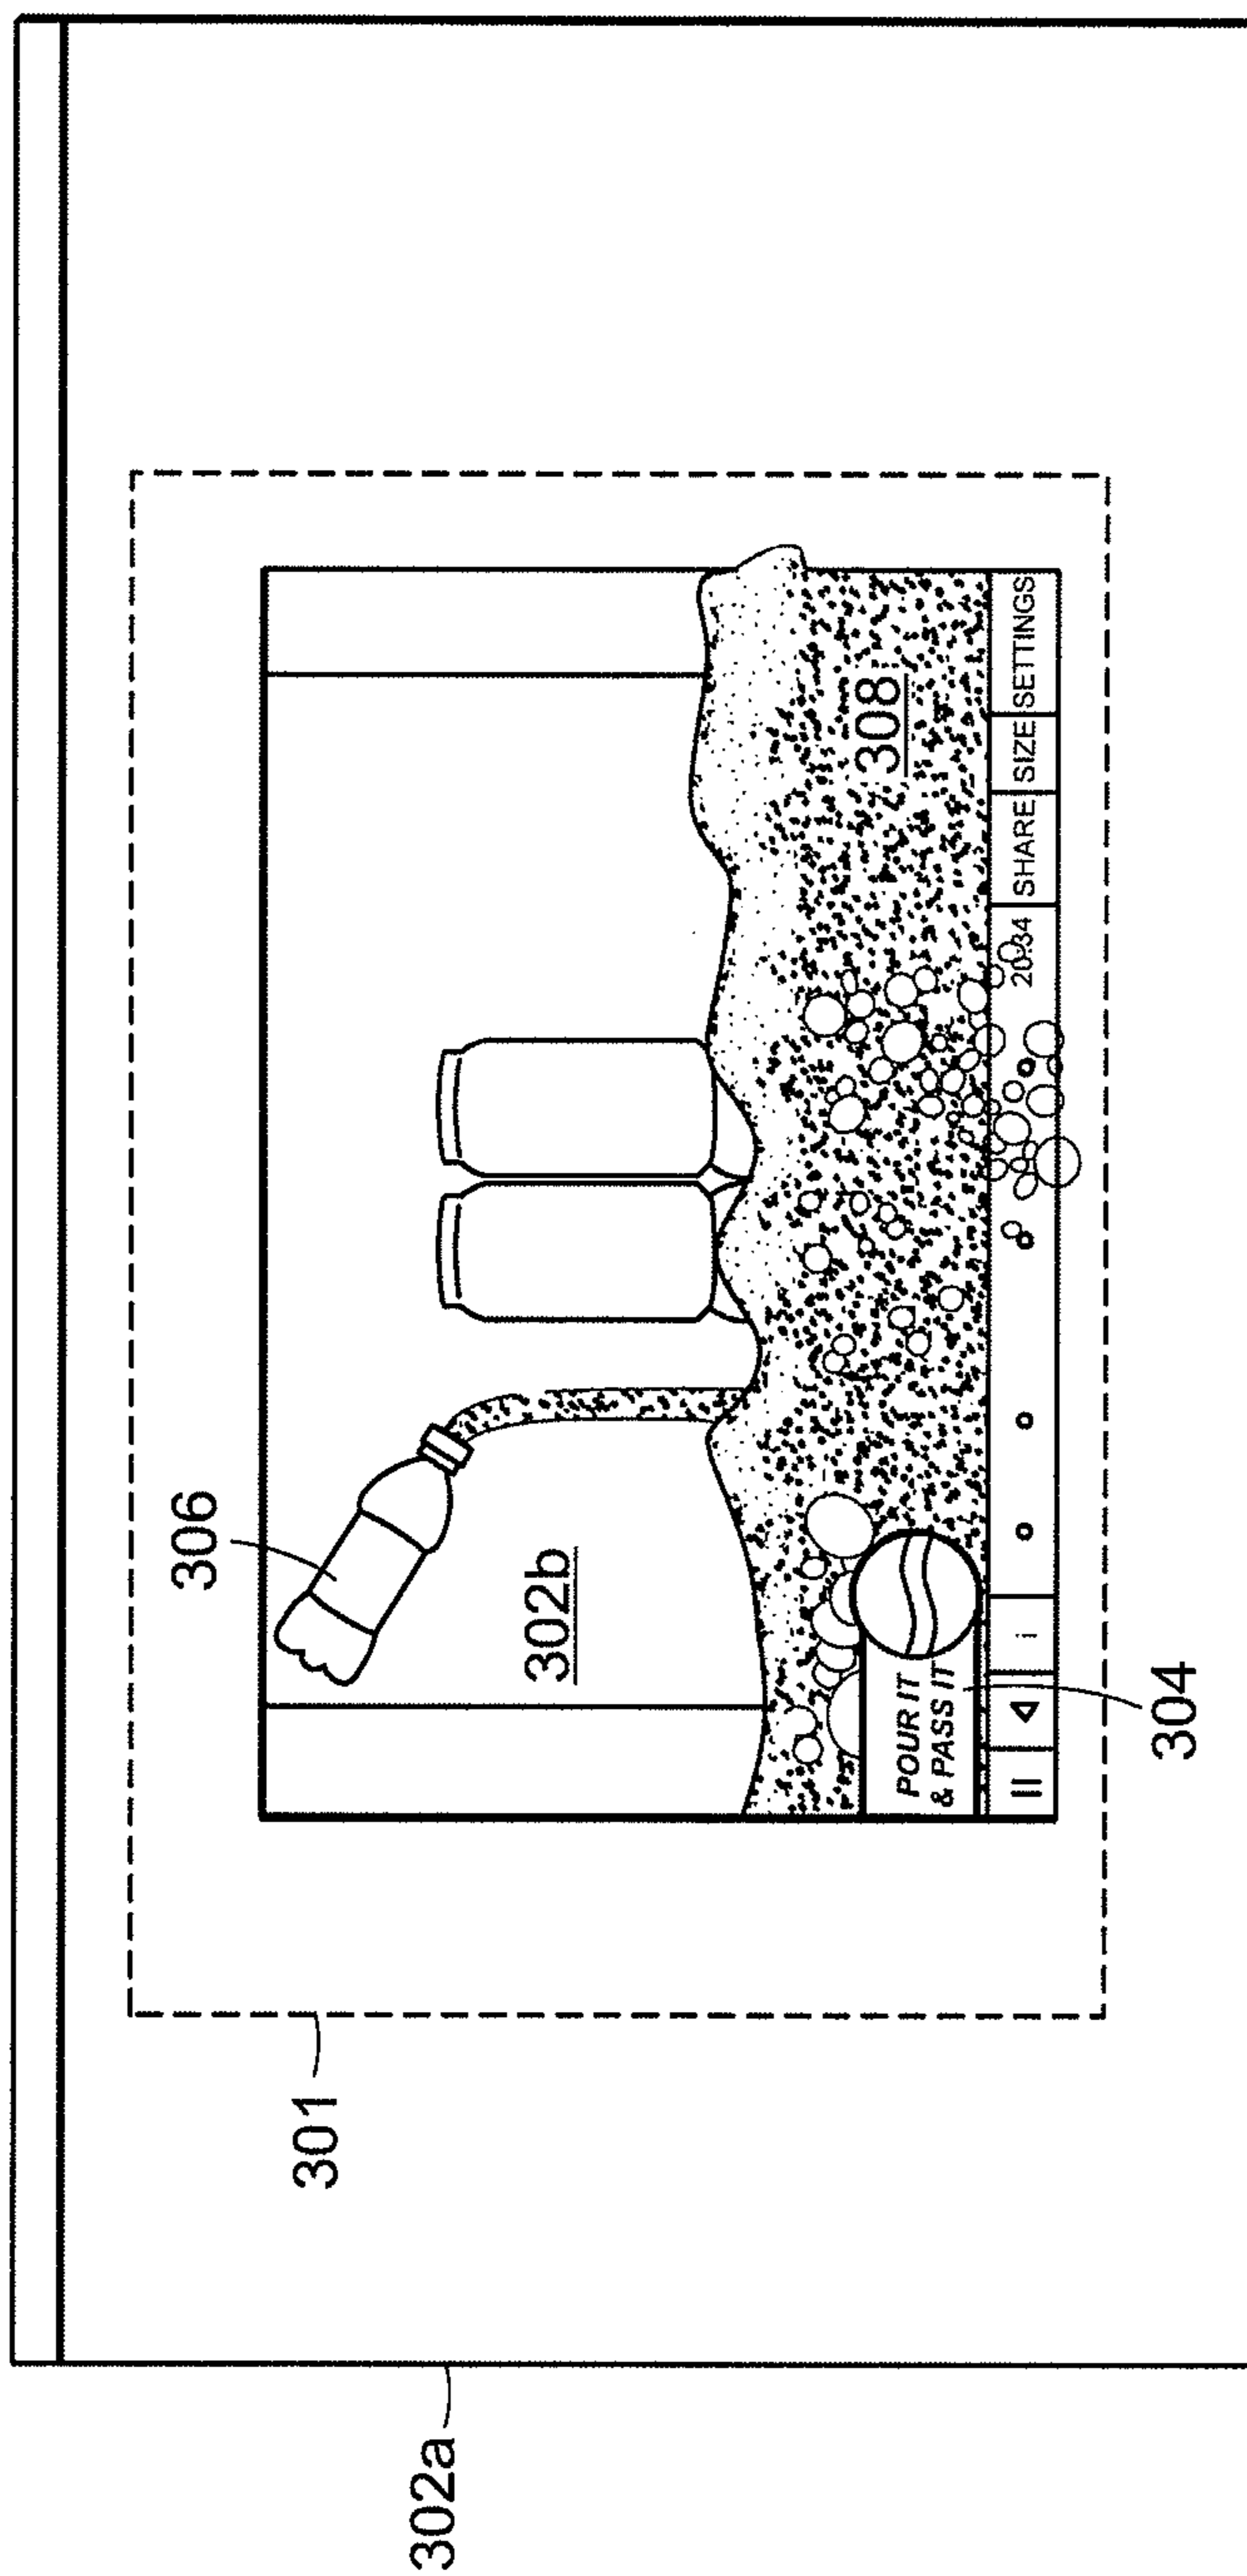 302a
301
306
302b
308
POUR IT
& PASS IT
304
i
20:34
SHARE
SIZE
SETTINGS